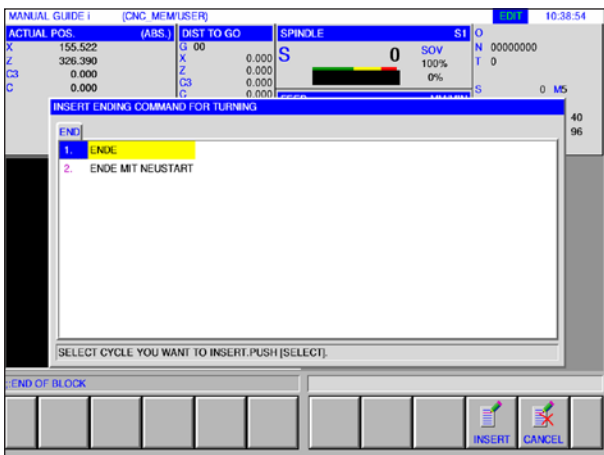 MANUAL GUIDE i (CNC_MEM/USER) EDIT 10:38:54
ACTUAL POS. (ABS.) DIST TO GO SPINDLE S1 O
X 155.522 G 00 N 00000000
Z 326.390 X 0.000 S 0 SOV T 0
C3 0.000 Z 0.000 100%
C 0.000 C3 0.000 0%
C 0.000 S 0 M5
INSERT ENDING COMMAND FOR TURNING
40
END 96
1. ENDE
2. ENDE MIT NEUSTART
SELECT CYCLE YOU WANT TO INSERT.PUSH [SELECT].
;:END OF BLOCK
INSERT CANCEL